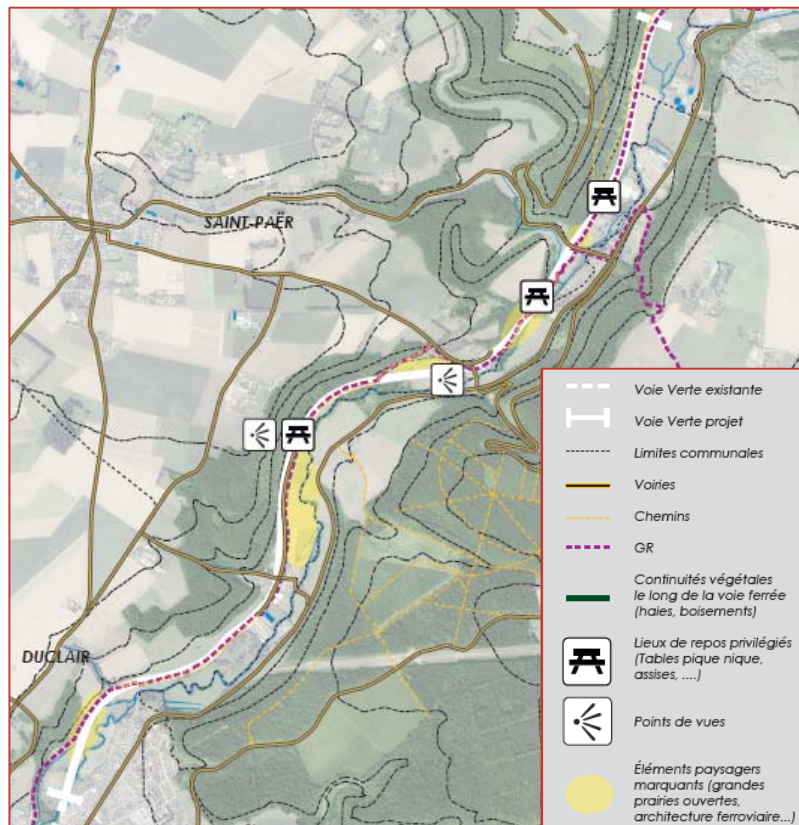 SAINT-PAËR
DUCLAIR
Voie Verte existante
Voie Verte projet
Limites communales
Voiries
Chemins
GR
Continuités végétales
le long de la voie ferrée
(haies, boisements)
Lieux de repos privilégiés
(Tables pique nique,
assises, ....)
Points de vues
Éléments paysagers
marquants (grandes
prairies ouvertes,
architecture ferroviaire...)